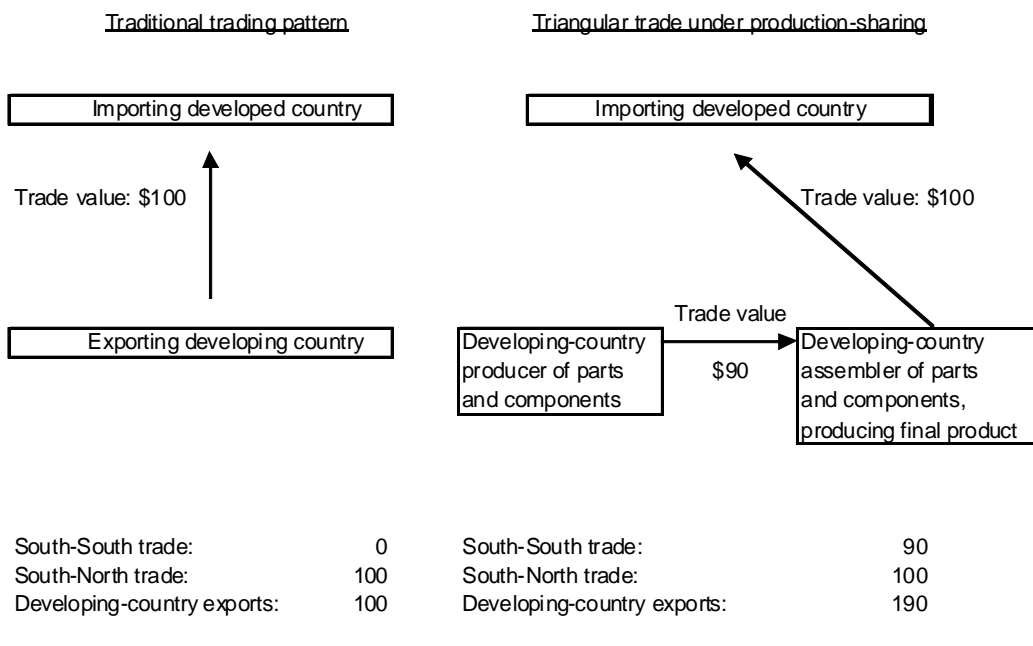 Traditional trading pattern
Triangular trade under production-sharing
Importing developed country
Importing developed country
Trade value: $100
Trade value: $100
Trade value
$90
Exporting developing country
Developing-country
producer of parts
and components
Developing-country
assembler of parts
and components,
producing final product
South-South trade: 0
South-North trade: 100
Developing-country exports: 100
South-South trade: 90
South-North trade: 100
Developing-country exports: 190